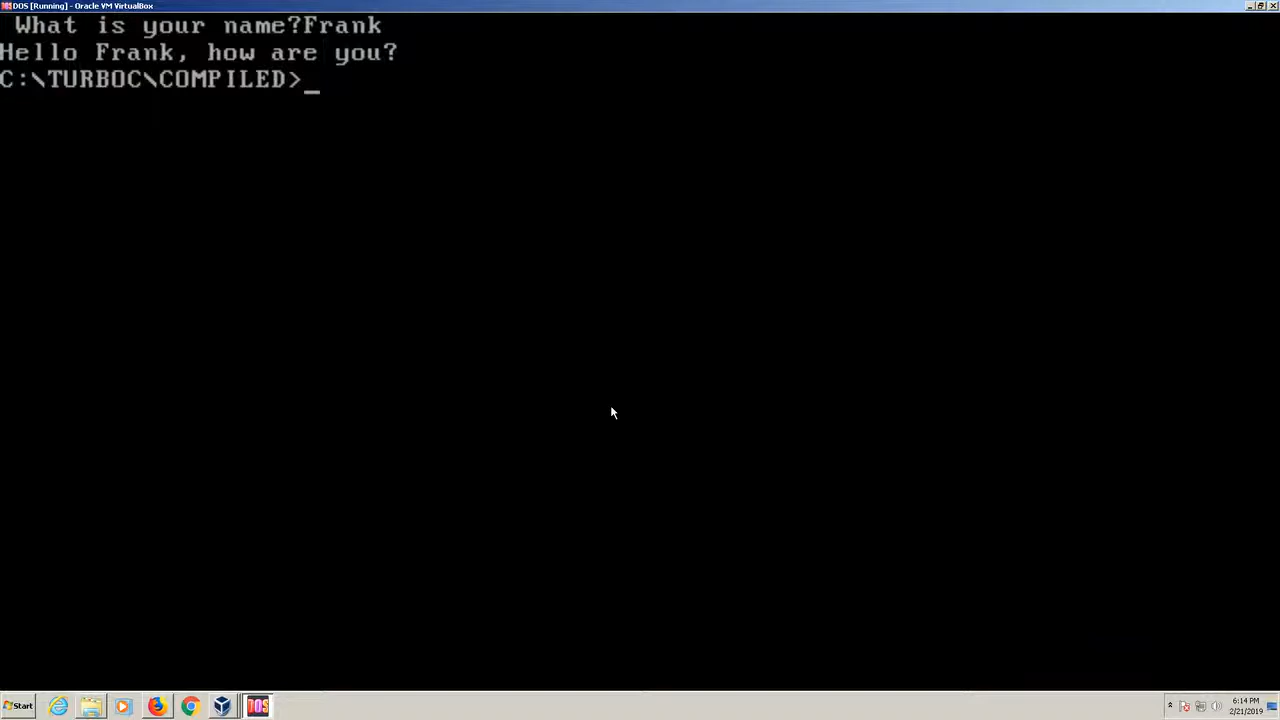 DOS [Running] - Oracle VM VirtualBox
What is your name?Frank
Hello Frank, how are you?
C:\TURBOC\COMPILED>_
Start
DOS
6:14 PM
2/21/2019